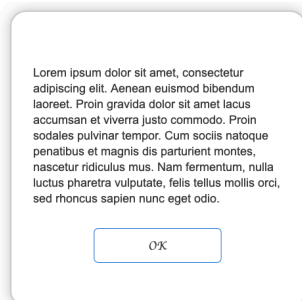 Lorem ipsum dolor sit amet, consectetur
adipiscing elit. Aenean euismod bibendum
laoreet. Proin gravida dolor sit amet lacus
accumsan et viverra justo commodo. Proin
sodales pulvinar tempor. Cum sociis natoque
penatibus et magnis dis parturient montes,
nascetur ridiculus mus. Nam fermentum, nulla
luctus pharetra vulputate, felis tellus mollis orci,
sed rhoncus sapien nunc eget odio.
OK